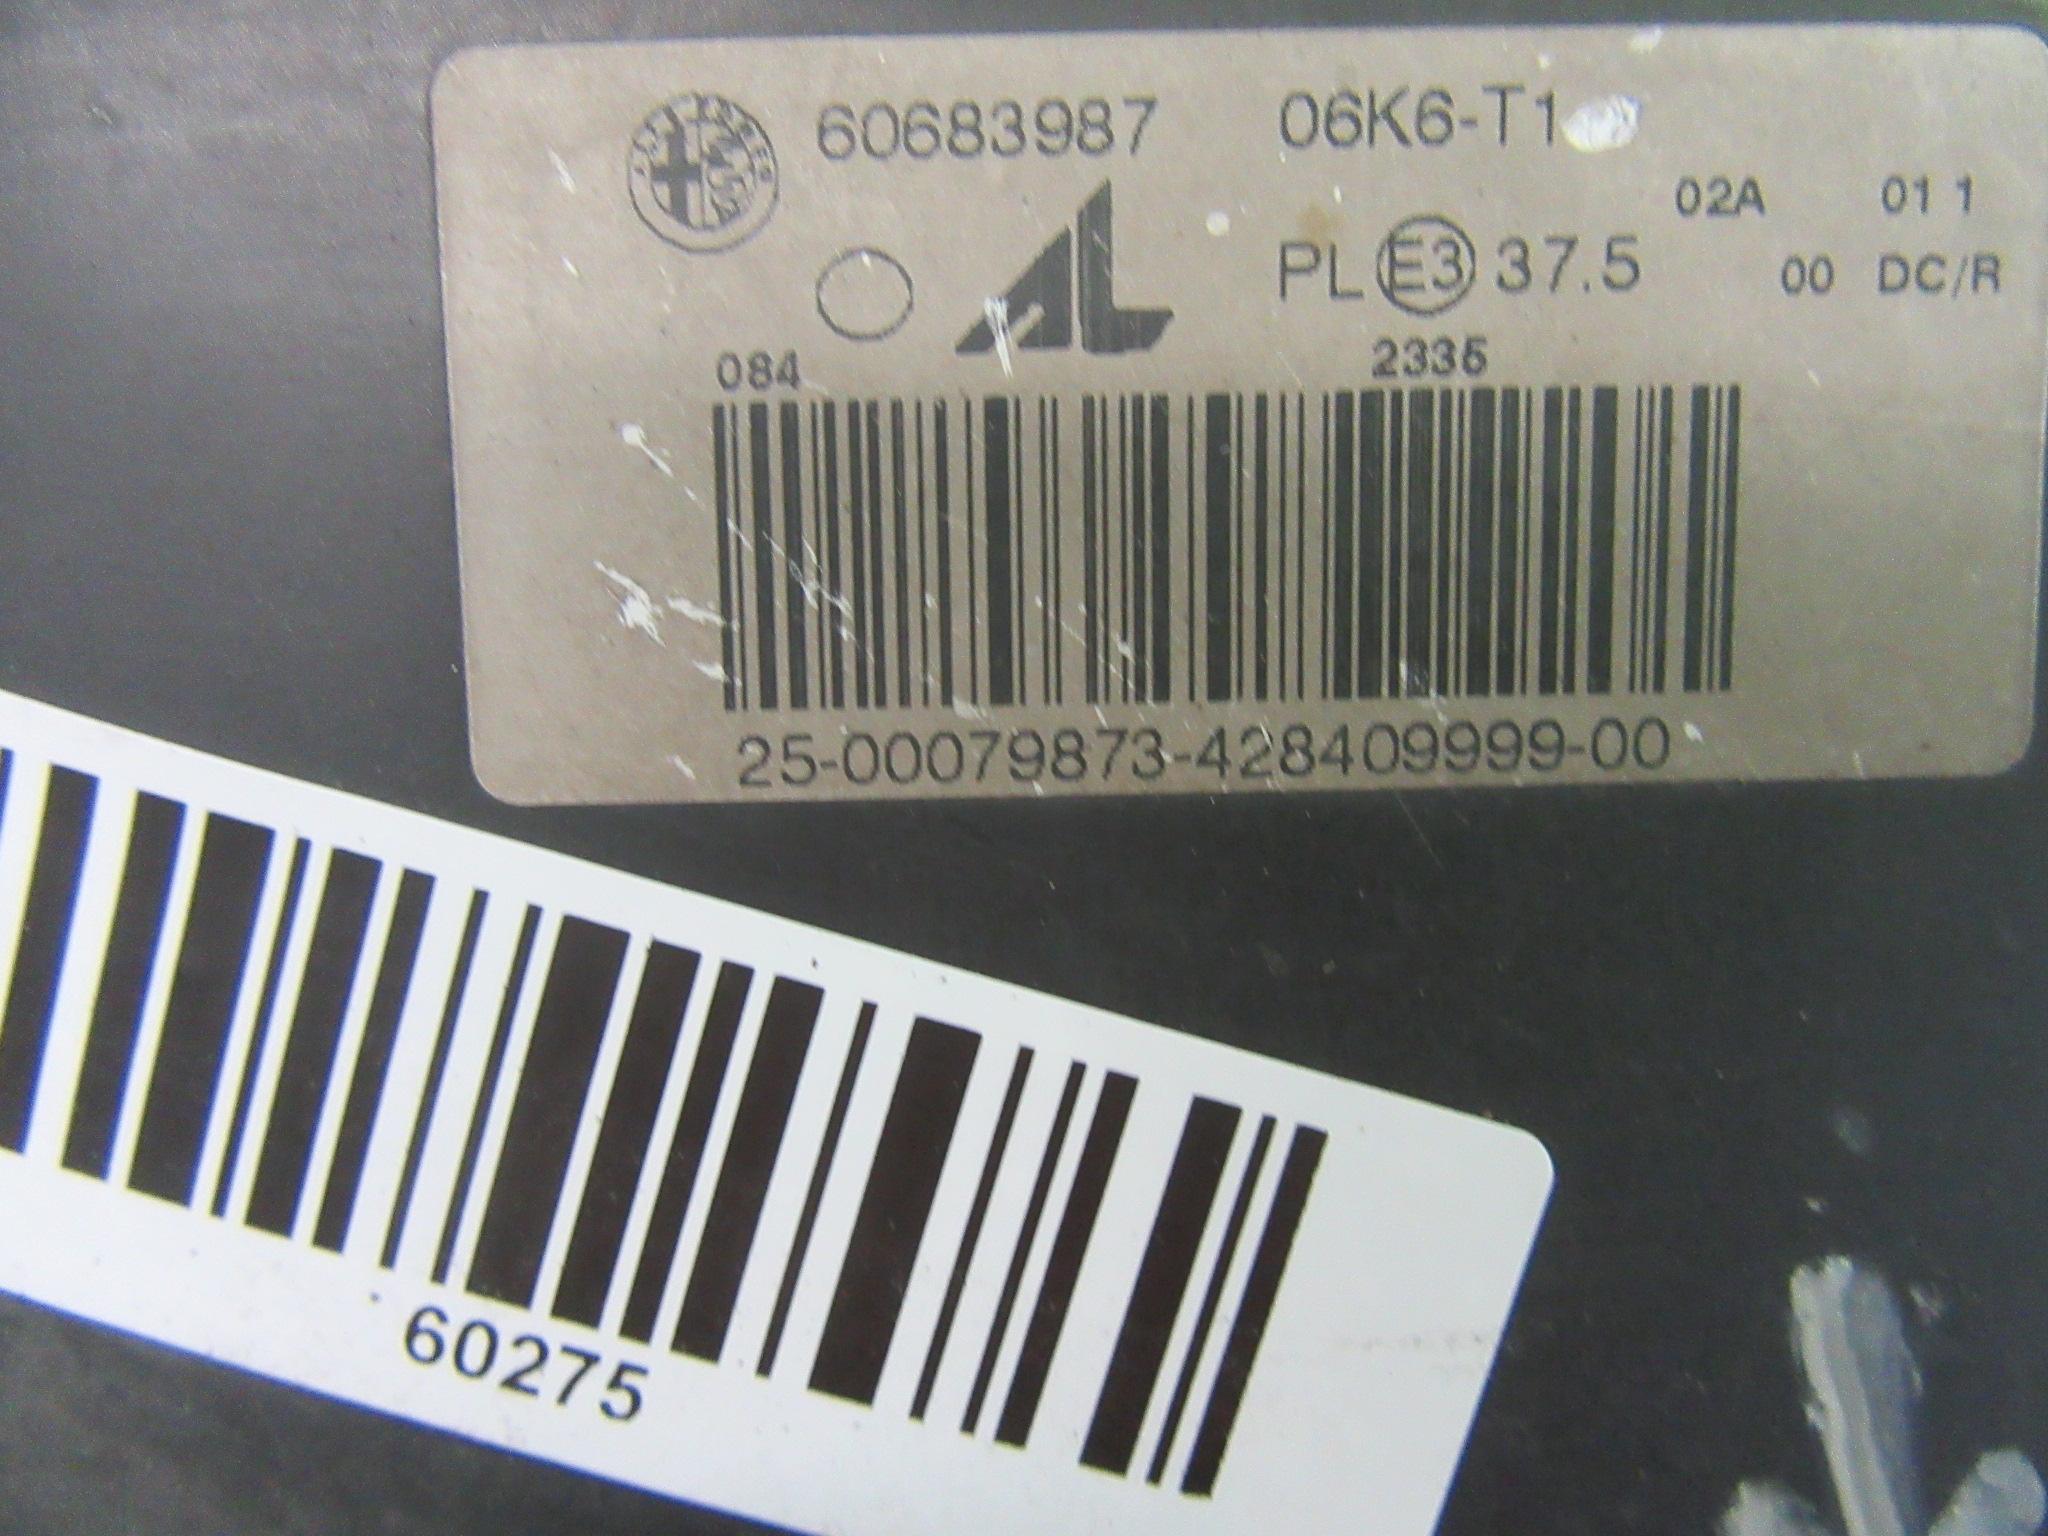 60683987 06K6-T1
02A 01 1
PL E3 37.5 00 DC/R
AL
084 2335
25-00079873-428409999-00
60275